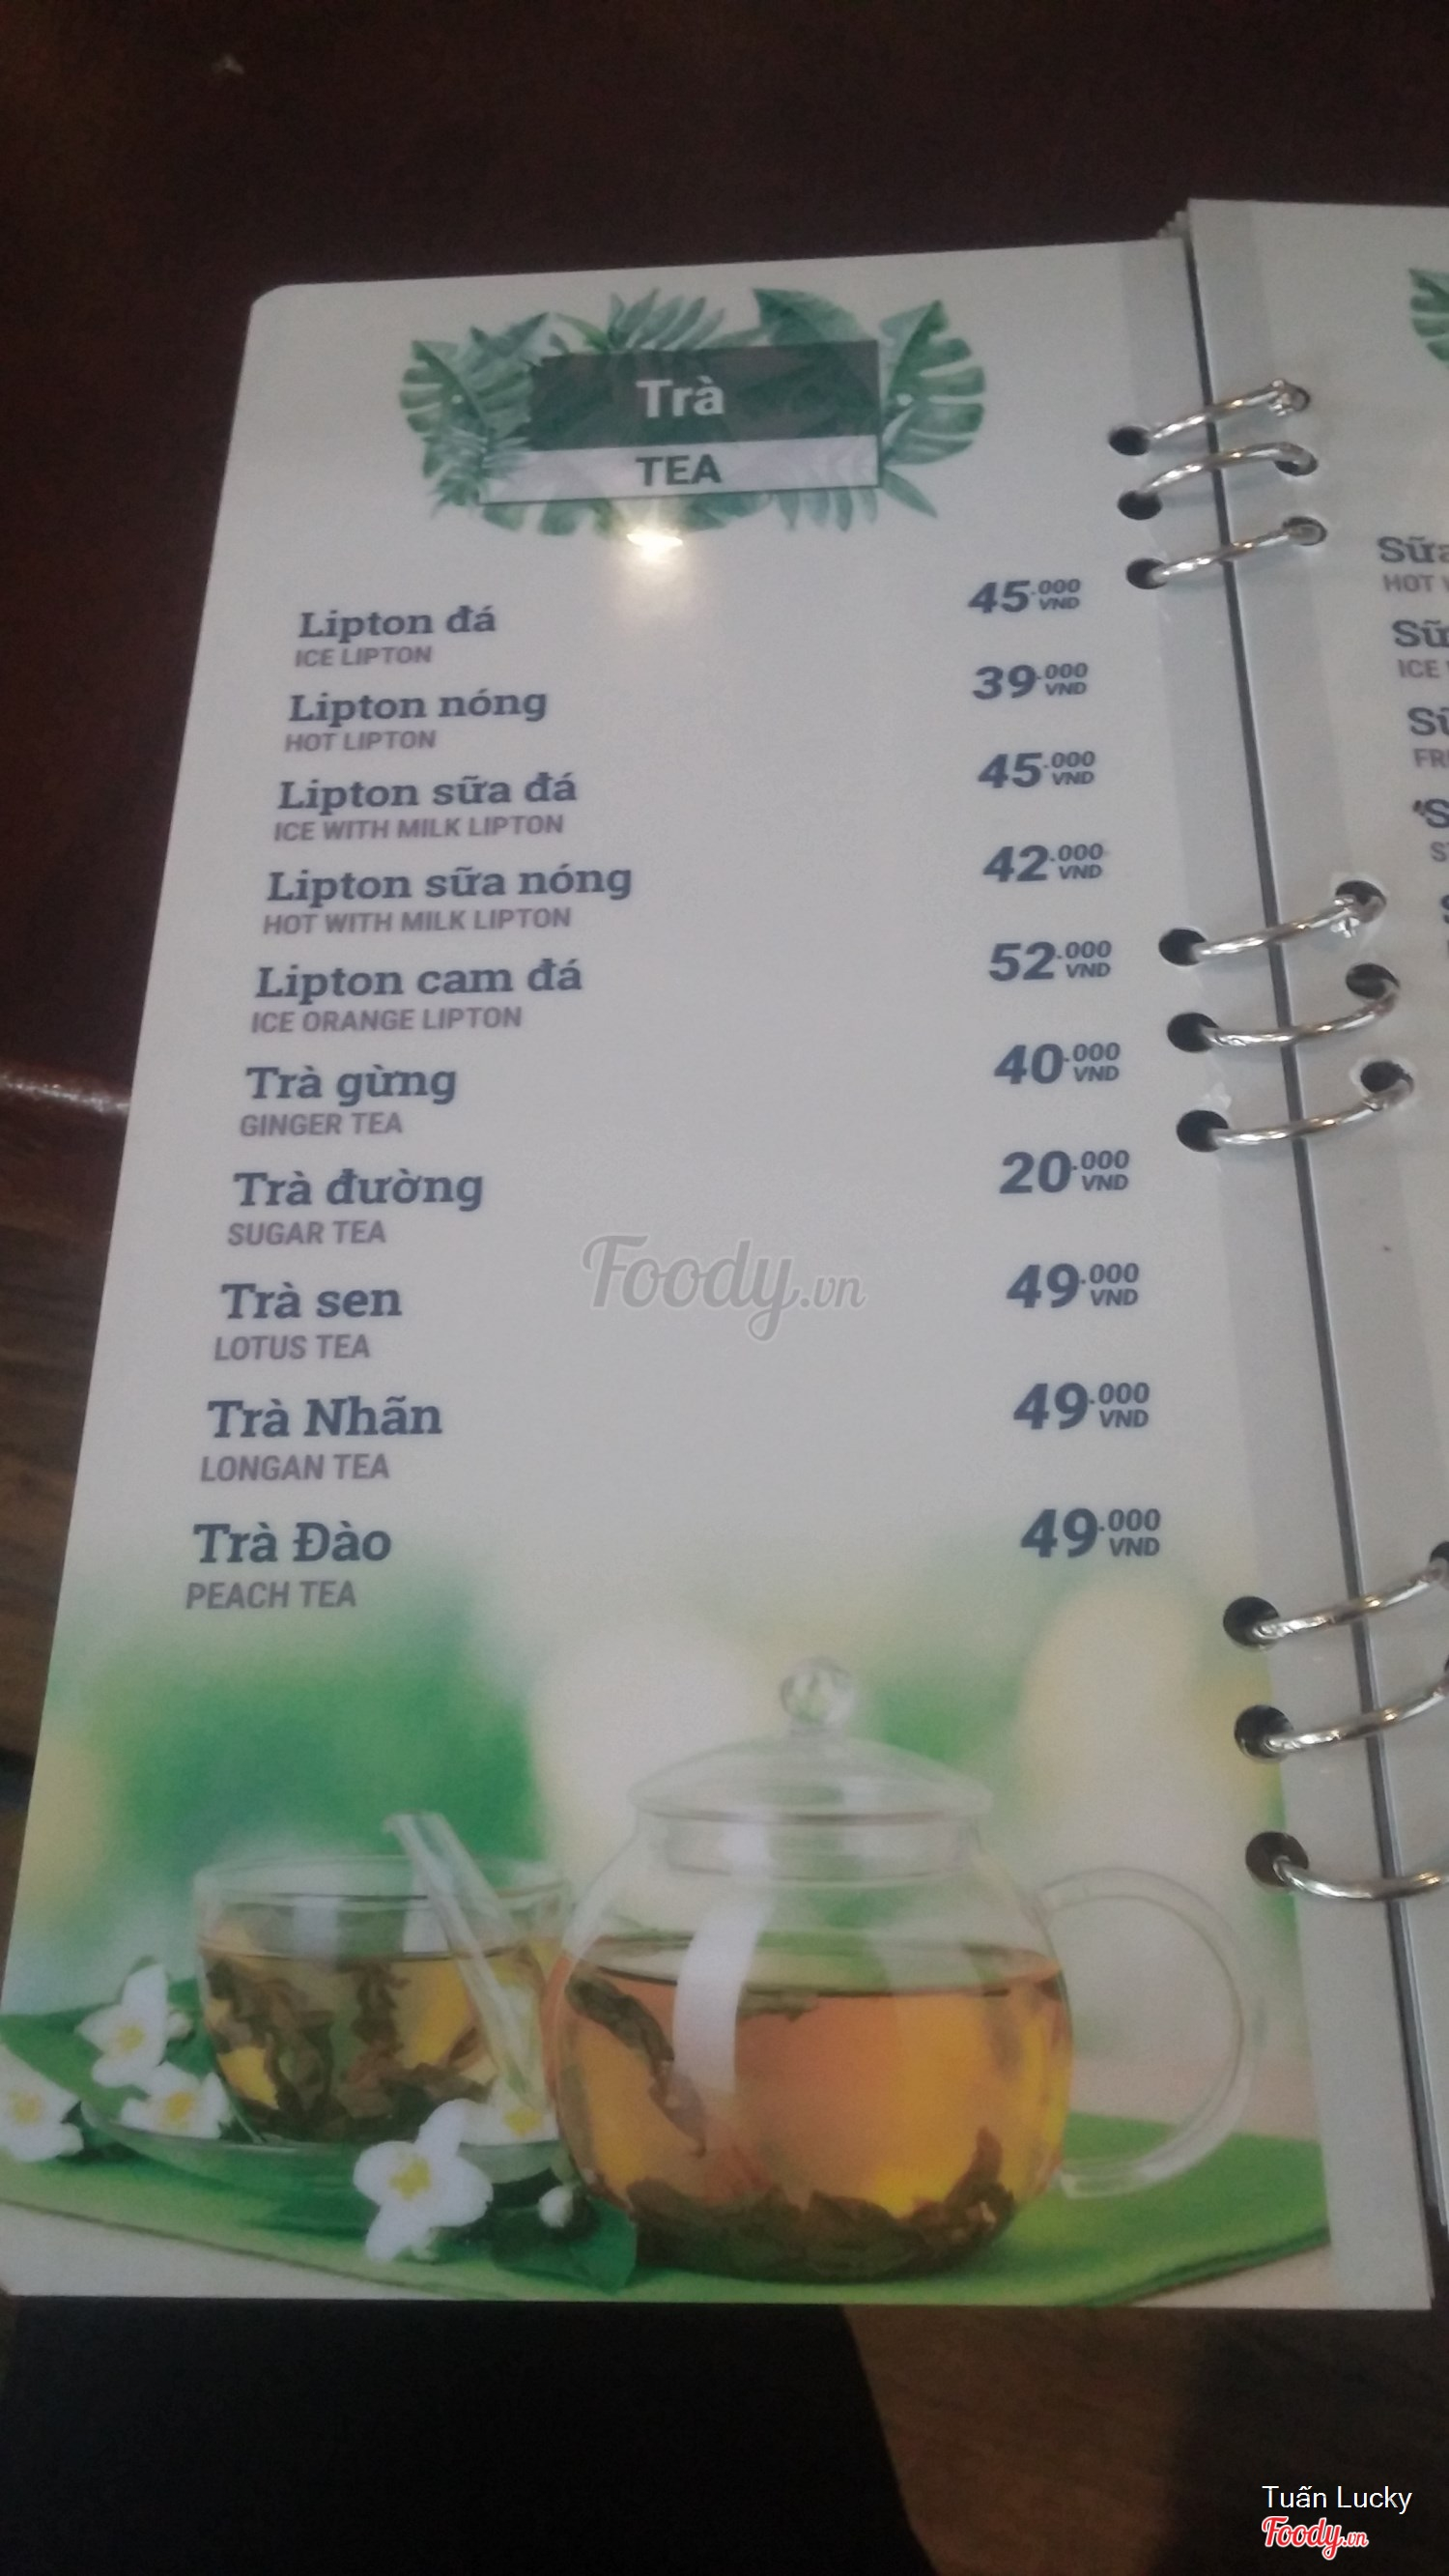 Trà
TEA
Lipton đá 45.000 VND
ICE LIPTON
Lipton nóng 39.000 VND
HOT LIPTON
Lipton sữa đá 45.000 VND
ICE WITH MILK LIPTON
Lipton sữa nóng 42.000 VND
HOT WITH MILK LIPTON
Lipton cam đá 52.000 VND
ICE ORANGE LIPTON
Trà gừng 40.000 VND
GINGER TEA
Trà đường 20.000 VND
SUGAR TEA
Trà sen 49.000 VND
LOTUS TEA
Trà Nhãn 49.000 VND
LONGAN TEA
Trà Đào 49.000 VND
PEACH TEA
Foody.vn
HOT
ICE
Tuấn Lucky
Foody.vn